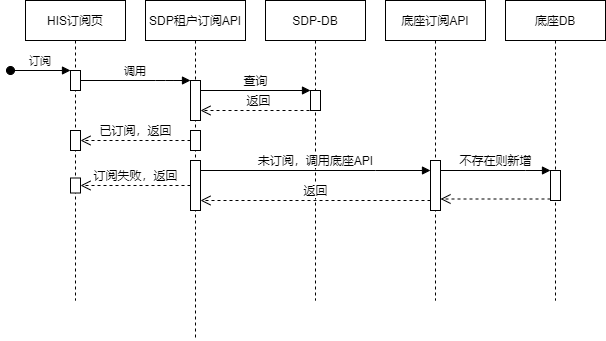 HIS订阅页
SDP租户订阅API
SDP-DB
底座订阅API
底座DB
订阅
调用
查询
返回
已订阅，返回
未订阅，调用底座API
不存在则新增
订阅失败，返回
返回